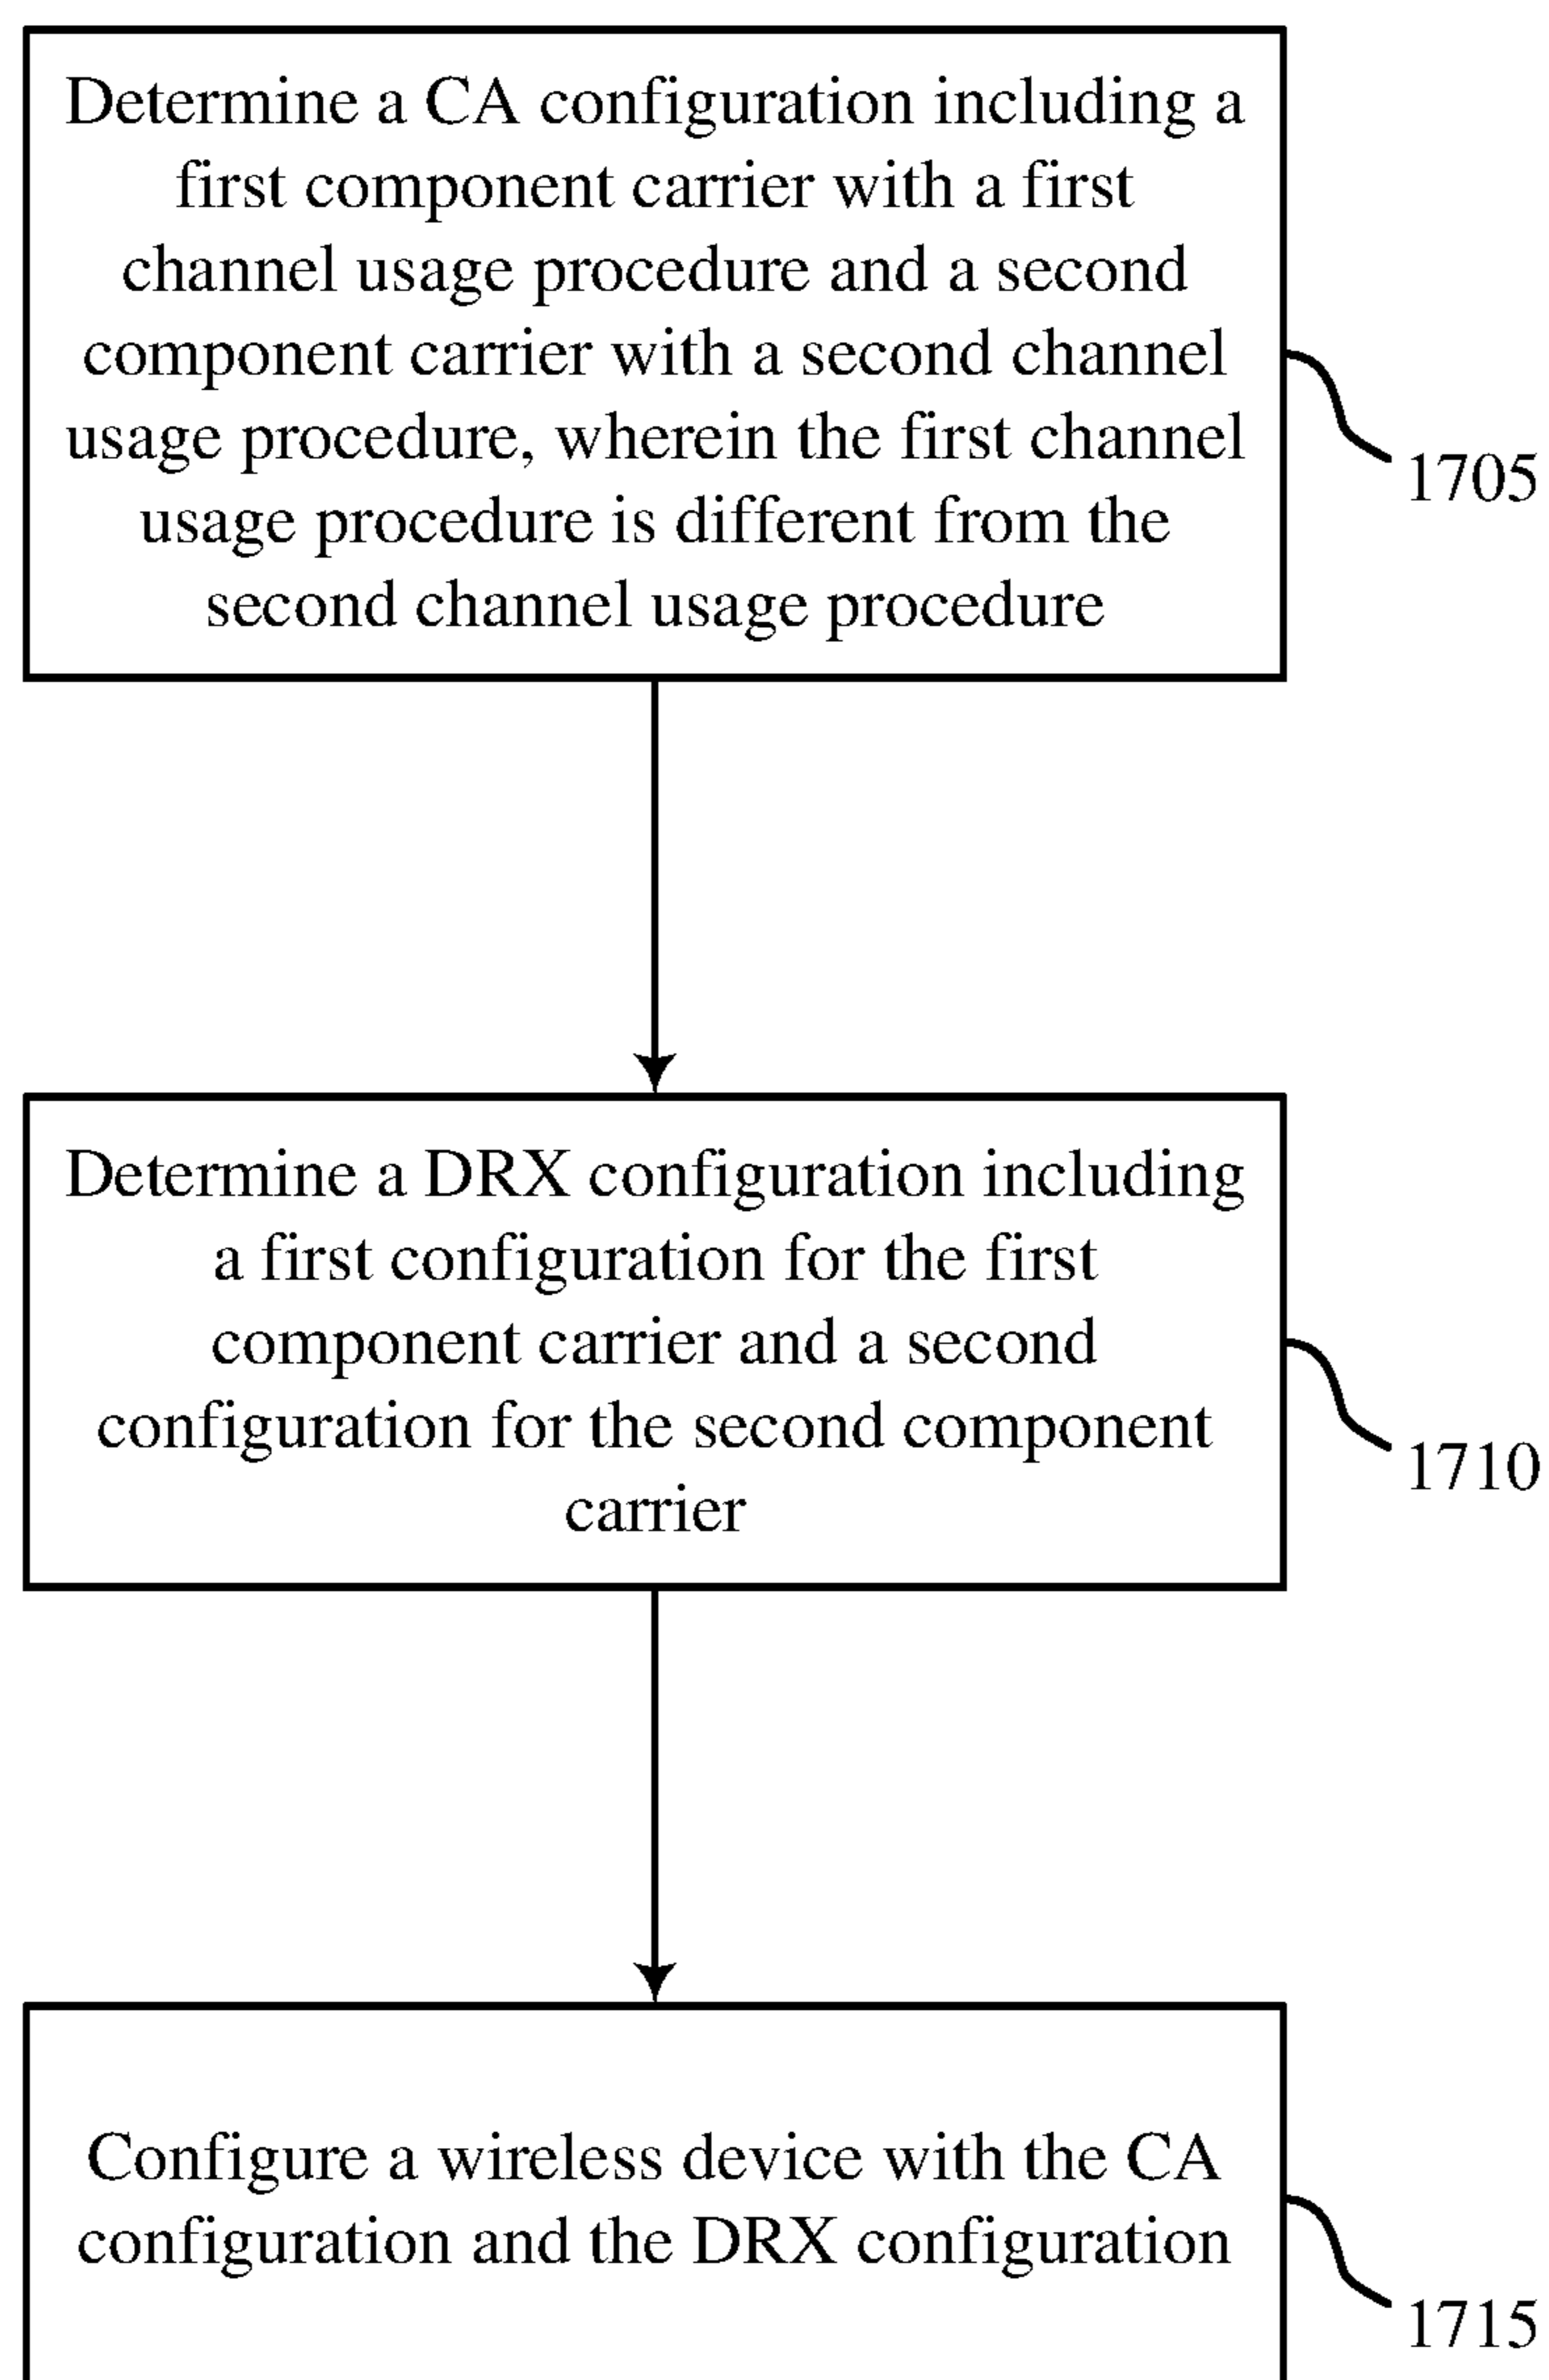 Determine a CA configuration including a
first component carrier with a first
channel usage procedure and a second
component carrier with a second channel
usage procedure, wherein the first channel
usage procedure is different from the
second channel usage procedure
1705
Determine a DRX configuration including
a first configuration for the first
component carrier and a second
configuration for the second component
carrier
1710
Configure a wireless device with the CA
configuration and the DRX configuration
1715